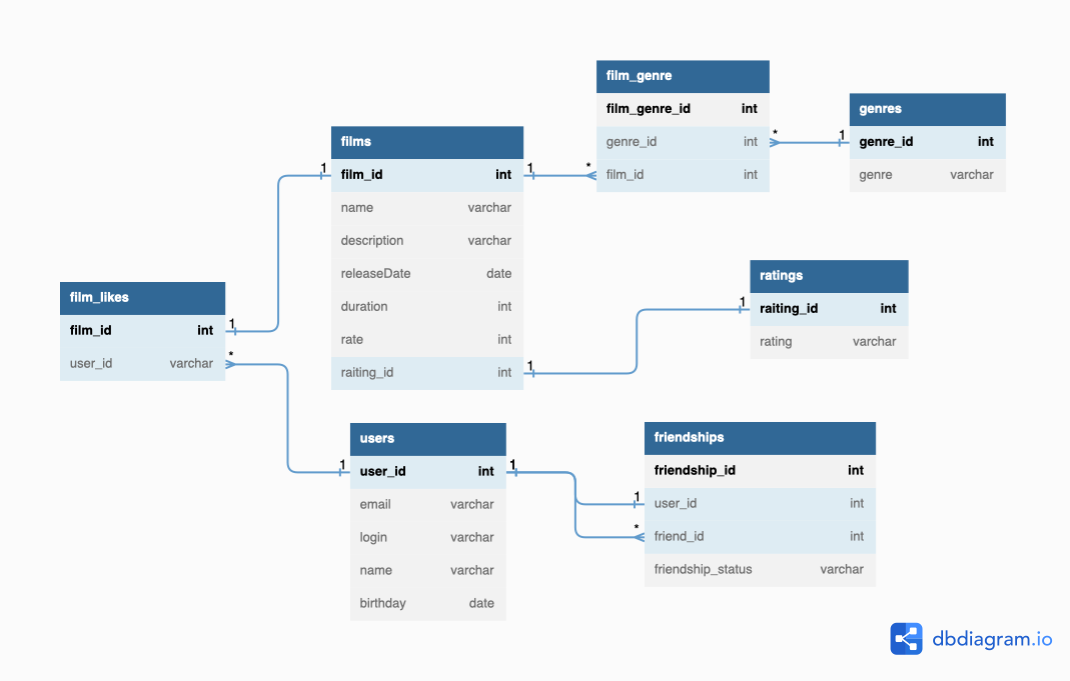 film_genre
film_genre_id int
genre_id int
film_id int
genres
genre_id int
genre varchar
films
film_id int
name varchar
description varchar
releaseDate date
duration int
rate int
raiting_id int
film_likes
film_id int
user_id varchar
ratings
raiting_id int
rating varchar
users
user_id int
email varchar
login varchar
name varchar
birthday date
friendships
friendship_id int
user_id int
friend_id int
friendship_status varchar
1
1
*
*
1
1
*
1
1
1
1
1
*
dbdiagram.io